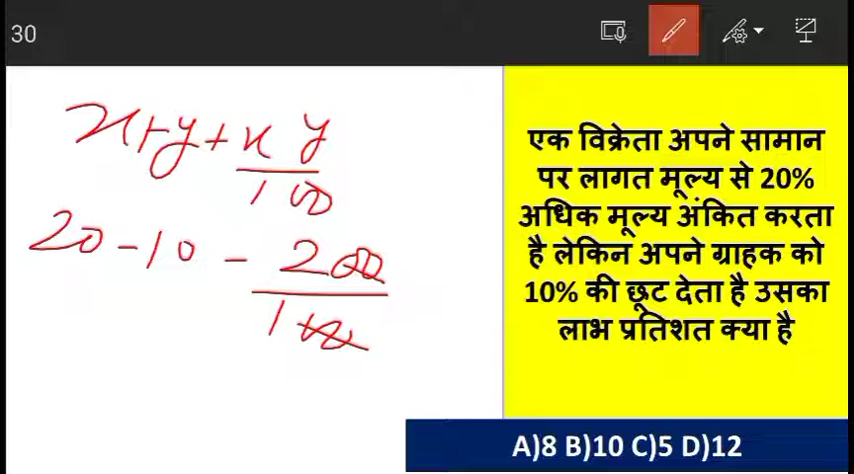 30
x+y+xy/100
20-10-200/100
एक विक्रेता अपने सामान
पर लागत मूल्य से 20%
अधिक मूल्य अंकित करता
है लेकिन अपने ग्राहक को
10% की छूट देता है उसका
लाभ प्रतिशत क्या है
A)8 B)10 C)5 D)12